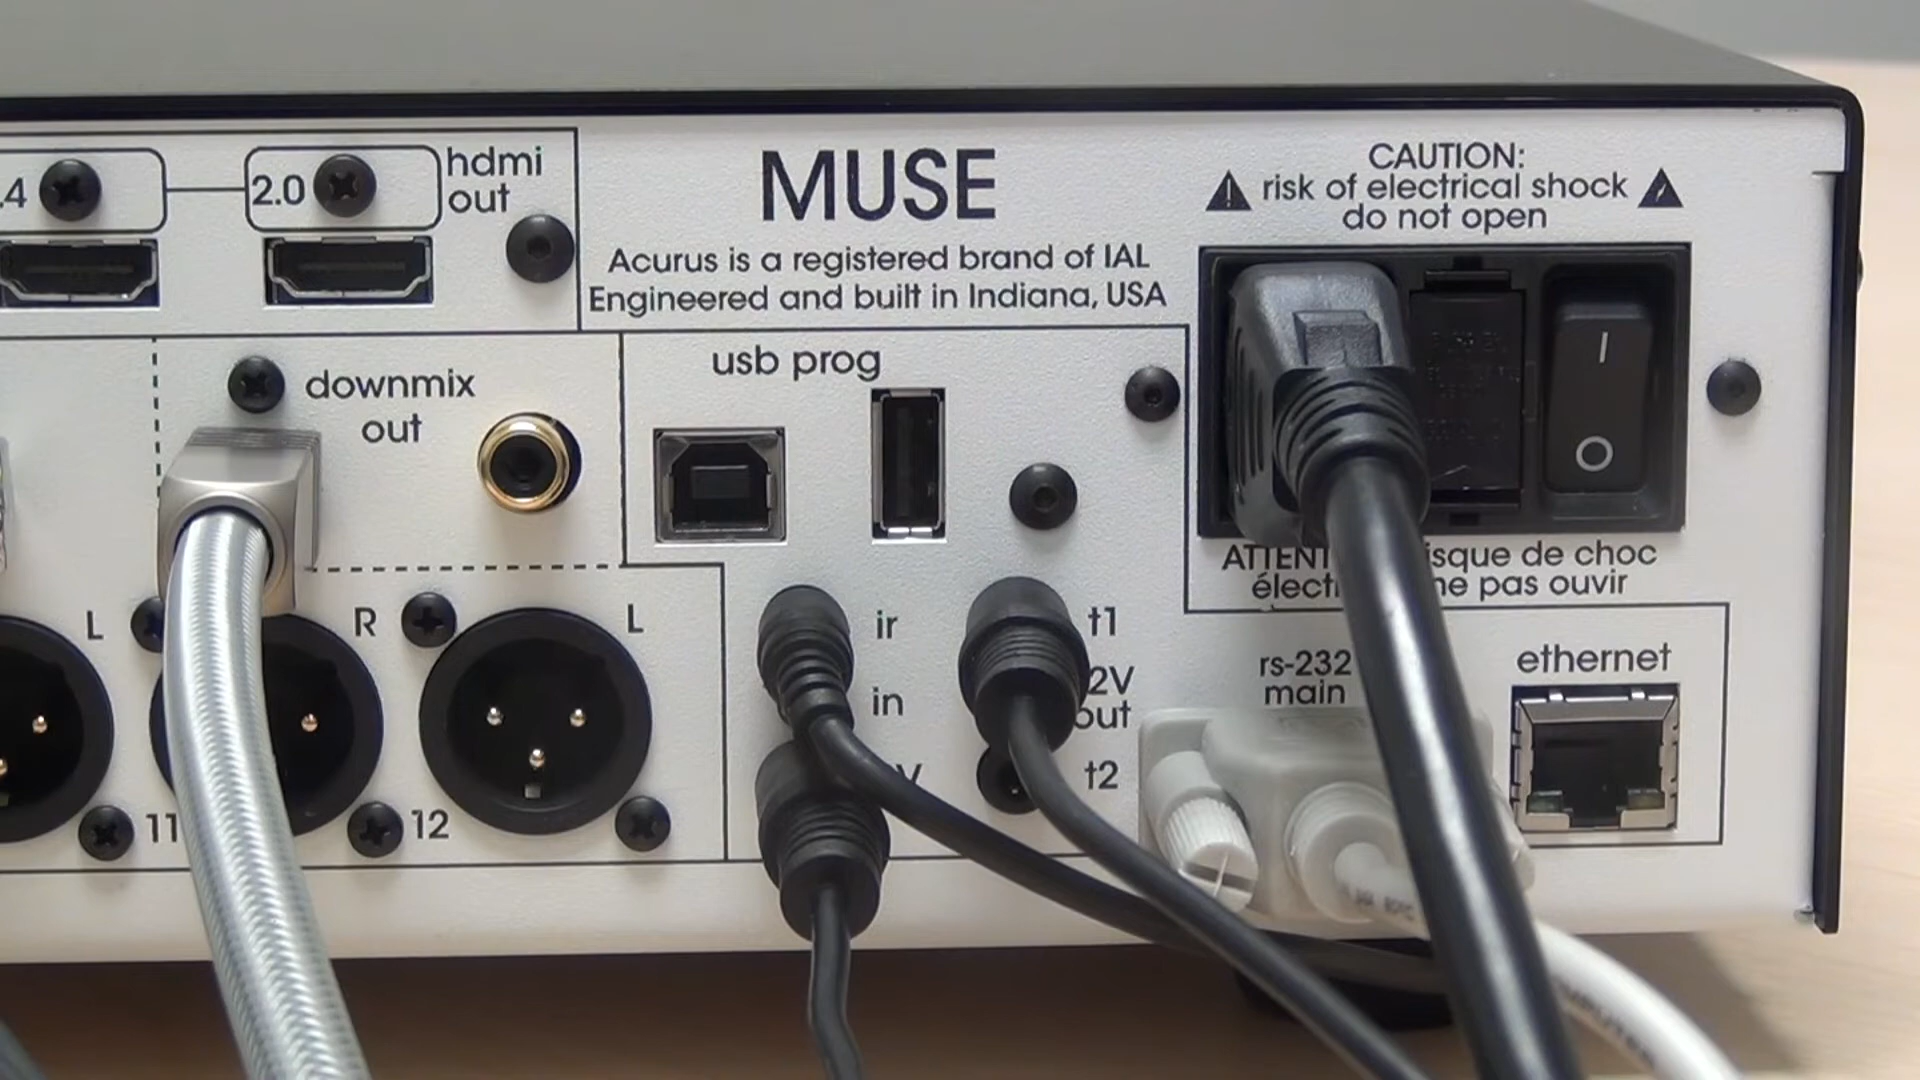 .4
2.0
hdmi
out
MUSE
Acurus is a registered brand of IAL
Engineered and built in Indiana, USA
CAUTION:
risk of electrical shock
do not open
downmix
out
usb prog
I
O
ATTENT
isque de choc
élect
ne pas ouvir
L
R
L
ir
in
V
t1
2V
out
t2
rs-232
main
ethernet
11
12